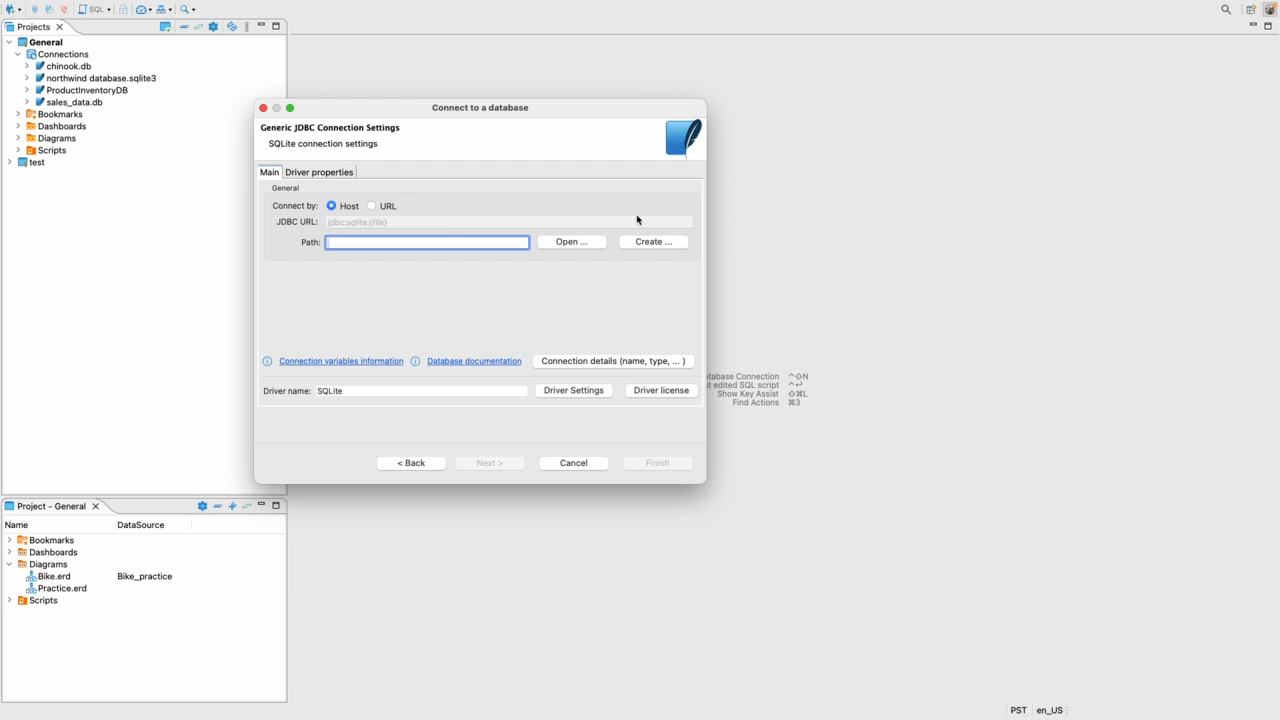 SQL
Projects
General
Connections
chinook.db
northwind database.sqlite3
ProductInventoryDB
sales_data.db
Bookmarks
Dashboards
Diagrams
Scripts
test
Connect to a database
Generic JDBC Connection Settings
SQLite connection settings
Main Driver properties
General
Connect by: Host URL
JDBC URL: jdbc:sqlite:{file}
Path: Open ... Create ...
Connection variables information Database documentation Connection details (name, type, ... )
Driver name: SQLite Driver Settings Driver license
< Back Next > Cancel Finish
Database Connection ⌃⇧N
edited SQL script ⌃↩
Show Key Assist ⇧⌘L
Find Actions ⌘3
Project - General
Name DataSource
Bookmarks
Dashboards
Diagrams
Bike.erd Bike_practice
Practice.erd
Scripts
PST en_US